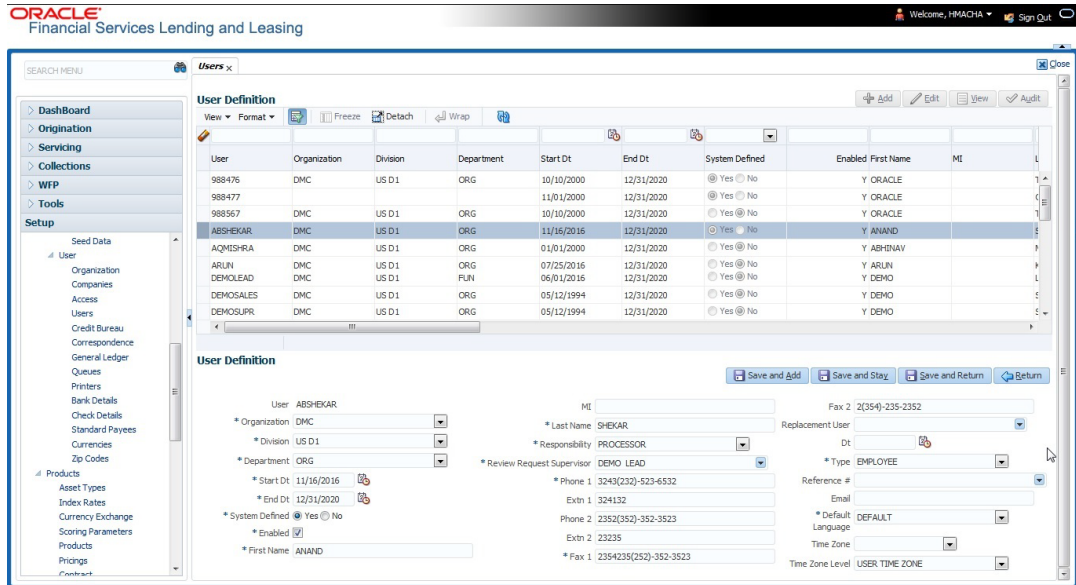 ORACLE
Financial Services Lending and Leasing
Welcome, HMACHA
Sign Out
SEARCH MENU
Users
Close
DashBoard
Origination
Servicing
Collections
WFP
Tools
Setup
Seed Data
User
Organization
Companies
Access
Users
Credit Bureau
Correspondence
General Ledger
Queues
Printers
Bank Details
Check Details
Standard Payees
Currencies
Zip Codes
Products
Asset Types
Index Rates
Currency Exchange
Scoring Parameters
Products
Pricings
Contract
User Definition
Add Edit View Audit
View Format Freeze Detach Wrap
User Organization Division Department Start Dt End Dt System Defined Enabled First Name MI L
988476 DMC US D1 ORG 10/10/2000 12/31/2020 Yes No Y ORACLE T
988477 11/01/2000 12/31/2020 Yes No Y ORACLE
988567 DMC US D1 ORG 10/10/2000 12/31/2020 Yes No Y ORACLE T
ABSHEKAR DMC US D1 ORG 11/16/2016 12/31/2020 Yes No Y ANAND S
AQMISHRA DMC US D1 ORG 01/01/2000 12/31/2020 Yes No Y ABHINAV
ARUN DMC US D1 ORG 07/25/2016 12/31/2020 Yes No Y ARUN
DEMOLEAD DMC US D1 FUN 06/01/2016 12/31/2020 Yes No Y DEMO L
DEMOSALES DMC US D1 ORG 05/12/1994 12/31/2020 Yes No Y DEMO S
DEMOSUPR DMC US D1 ORG 05/12/1994 12/31/2020 Yes No Y DEMO S
User Definition
Save and Add Save and Stay Save and Return Return
User ABSHEKAR
* Organization DMC
* Division US D1
* Department ORG
* Start Dt 11/16/2016
* End Dt 12/31/2020
* System Defined Yes No
* Enabled
* First Name ANAND
MI
* Last Name SHEKAR
* Responsibility PROCESSOR
* Review Request Supervisor DEMO LEAD
* Phone 1 3243(232)-523-6532
Extn 1 324132
Phone 2 2352(352)-352-3523
Extn 2 23235
* Fax 1 2354235(252)-352-3523
Fax 2 2(354)-235-2352
Replacement User
Dt
* Type EMPLOYEE
Reference #
Email
* Default
Language
DEFAULT
Time Zone
Time Zone Level USER TIME ZONE